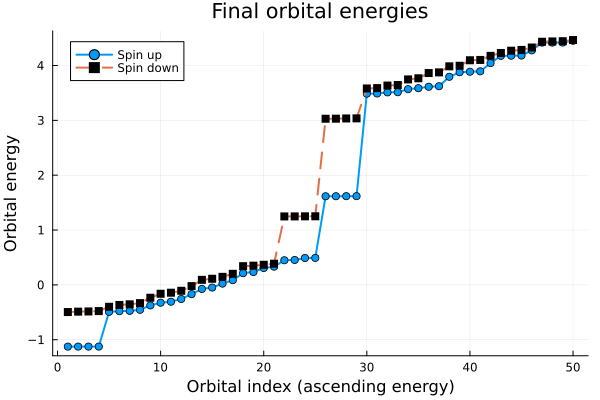 Final orbital energies
Spin up
Spin down
Orbital energy
4
3
2
1
0
−1
0
10
20
30
40
50
Orbital index (ascending energy)